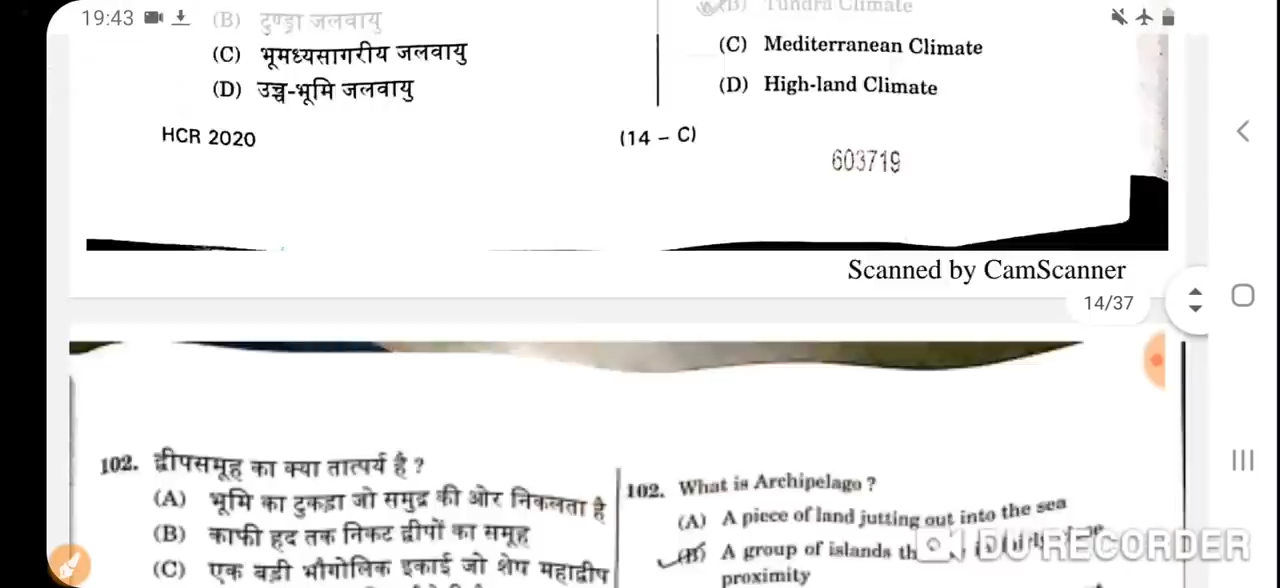 19:43
(B) टुण्ड्रा जलवायु
(C) भूमध्यसागरीय जलवायु
(D) उच्च-भूमि जलवायु
(B) Tundra Climate
(C) Mediterranean Climate
(D) High-land Climate
HCR 2020
(14 – C)
603719
Scanned by CamScanner
14/37
102. द्वीपसमूह का क्या तात्पर्य है ?
(A) भूमि का टुकड़ा जो समुद्र की ओर निकलता है
(B) काफी हद तक निकट द्वीपों का समूह
(C) एक बड़ी भौगोलिक इकाई जो शेष महाद्वीप
102. What is Archipelago ?
(A) A piece of land jutting out into the sea
(B) A group of islands
proximity
DU RECORDER